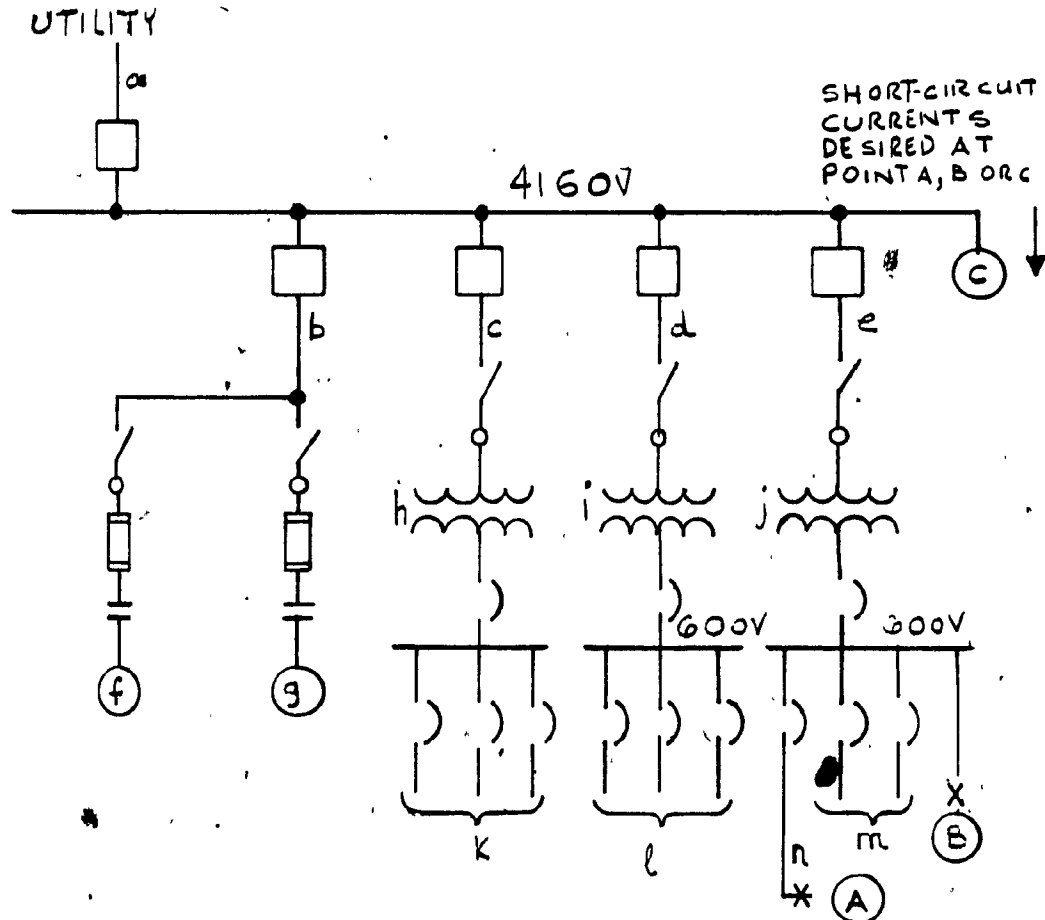 UTILITY
a
SHORT-CIRCUIT
CURRENTS
DESIRED AT
POINT A, B OR C
4160V
C
b
c
d
e
h
i
j
600V
f
g
k
l
m
n
B
A